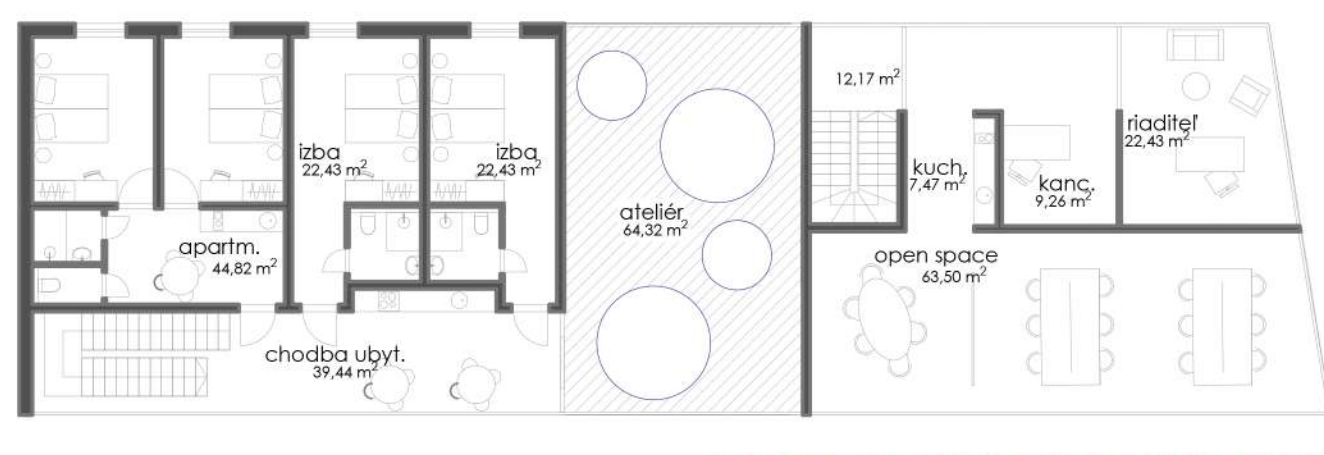 izba
22,43 m²
izba
22,43 m²
apartm.
44,82 m²
chodba ubyt.
39,44 m²
ateliér
64,32 m²
12,17 m²
kuch.
7,47 m²
kanc.
9,26 m²
riaditeľ
22,43 m²
open space
63,50 m²